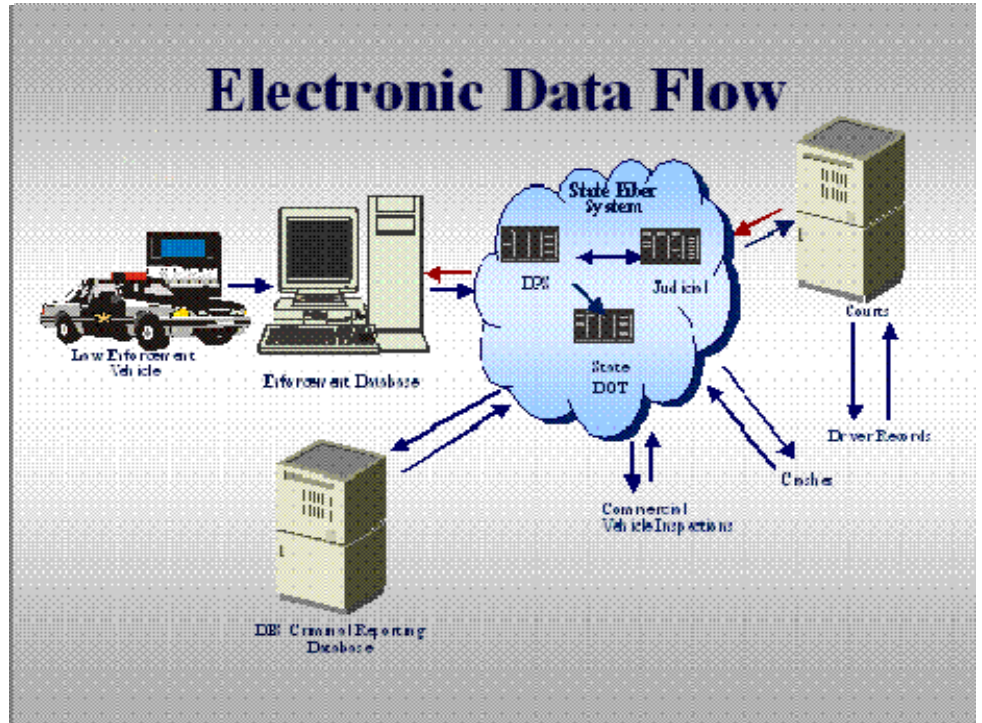 Electronic Data Flow
State Fiber
System
DPS
Judicial
State
DOT
Courts
Law Enforcement
Vehicle
Enforcement Database
Driver Records
Crashes
Commercial
Vehicle Inspections
Criminal Reporting
Database